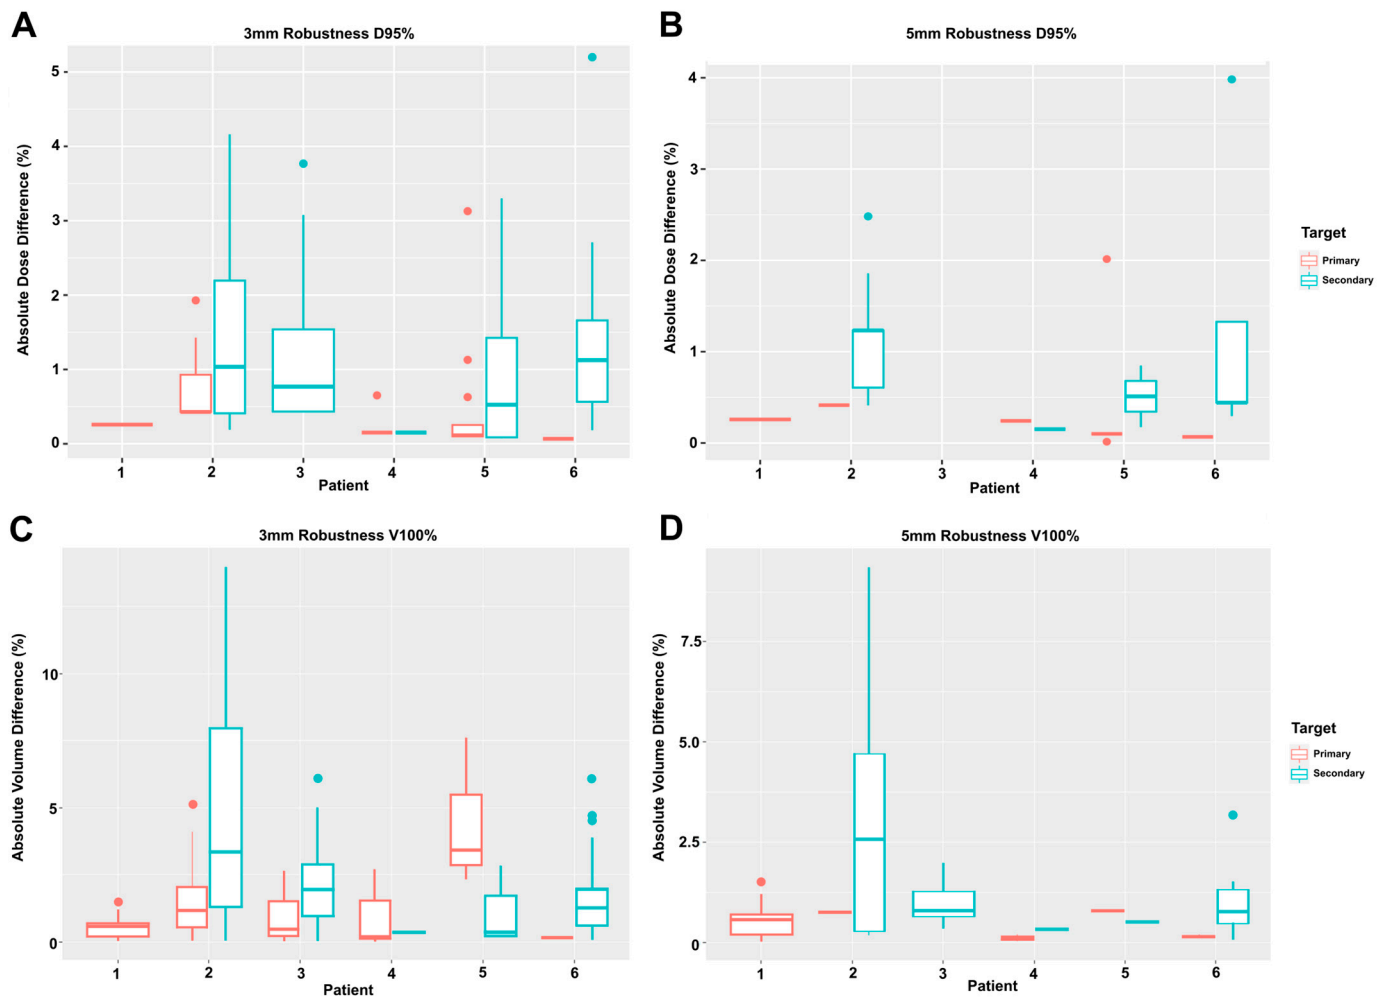 A
3mm Robustness D95%
Absolute Dose Difference (%)
5
4
3
2
1
0
1 2 3 4 5 6
Patient
B
5mm Robustness D95%
Absolute Dose Difference (%)
4
3
2
1
0
1 2 3 4 5 6
Patient
Target
Primary
Secondary
C
3mm Robustness V100%
Absolute Volume Difference (%)
10
5
0
1 2 3 4 5 6
Patient
D
5mm Robustness V100%
Absolute Volume Difference (%)
7.5
5.0
2.5
0
1 2 3 4 5 6
Patient
Target
Primary
Secondary